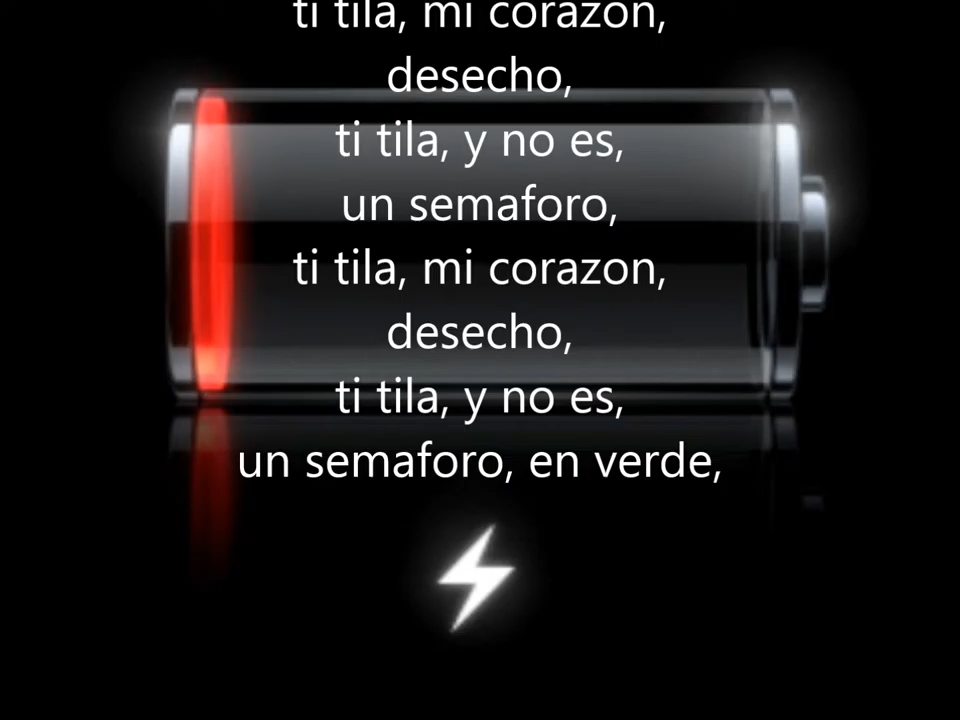 ti tila, mi corazon,
desecho,
ti tila, y no es,
un semaforo,
ti tila, mi corazon,
desecho,
ti tila, y no es,
un semaforo, en verde,